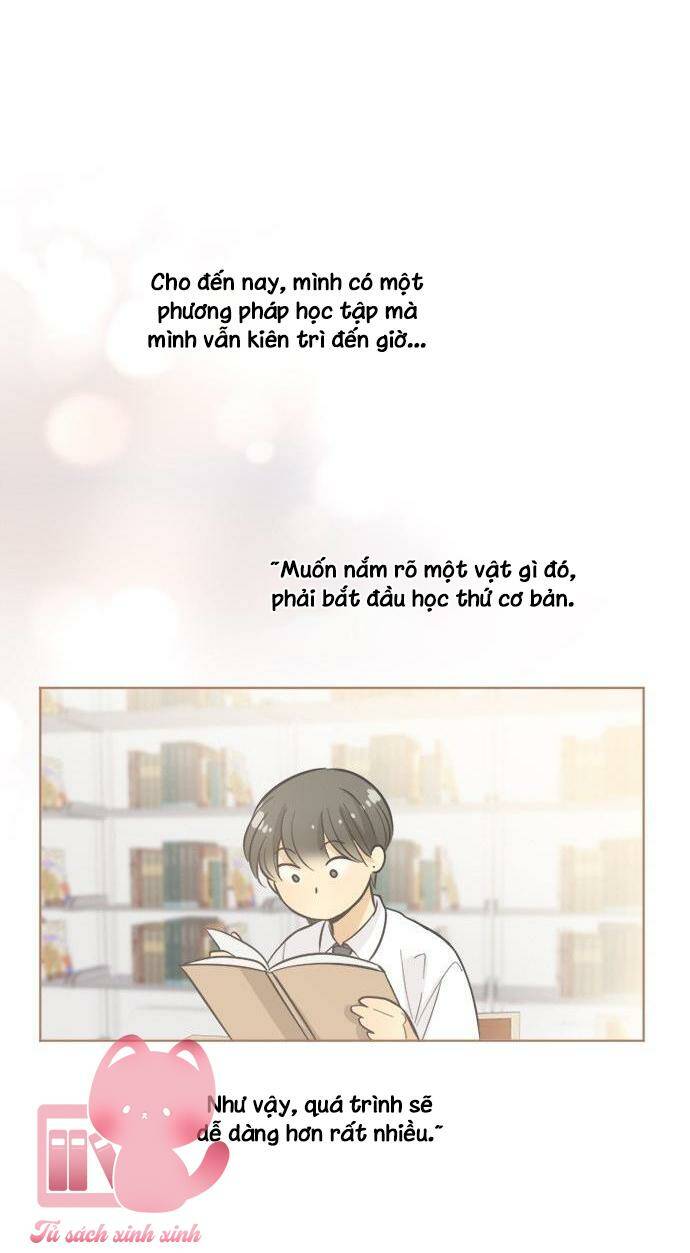 Cho đến nay, mình có một
phương pháp học tập mà
mình vẫn kiên trì đến giờ...
"Muốn nắm rõ một vật gì đó,
phải bắt đầu học thứ cơ bản.
Như vậy, quá trình sẽ
dễ dàng hơn rất nhiều."
Tủ sách xinh xinh